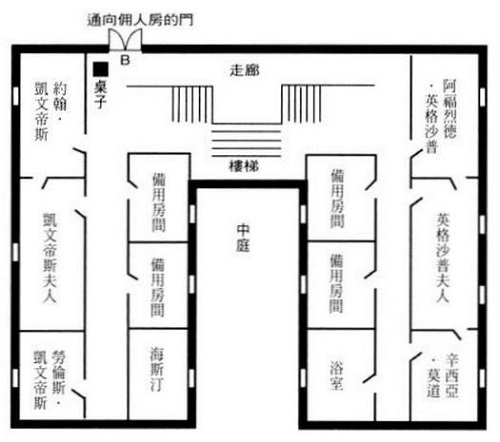 通向佣人房的門
B
走廊
桌子
約翰·
凱文帝斯
阿福烈德
·英格沙普
樓梯
備用房間
備用房間
中庭
凱文帝斯夫人
英格沙普夫人
備用房間
備用房間
勞倫斯·
凱文帝斯
海斯汀
浴室
辛西亞
·莫道